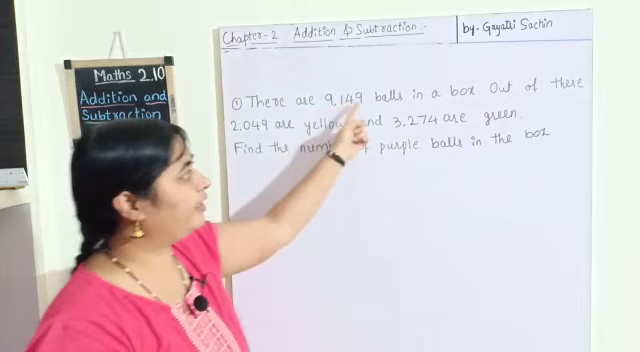 Chapter-2 Addition & Subtraction
by- Gayatri Sachin
Maths 2.10
Addition and
Subtraction
① There are 9,149 balls in a box Out of there
2,049 are yellow and 3,274 are green.
Find the number of purple balls in the box